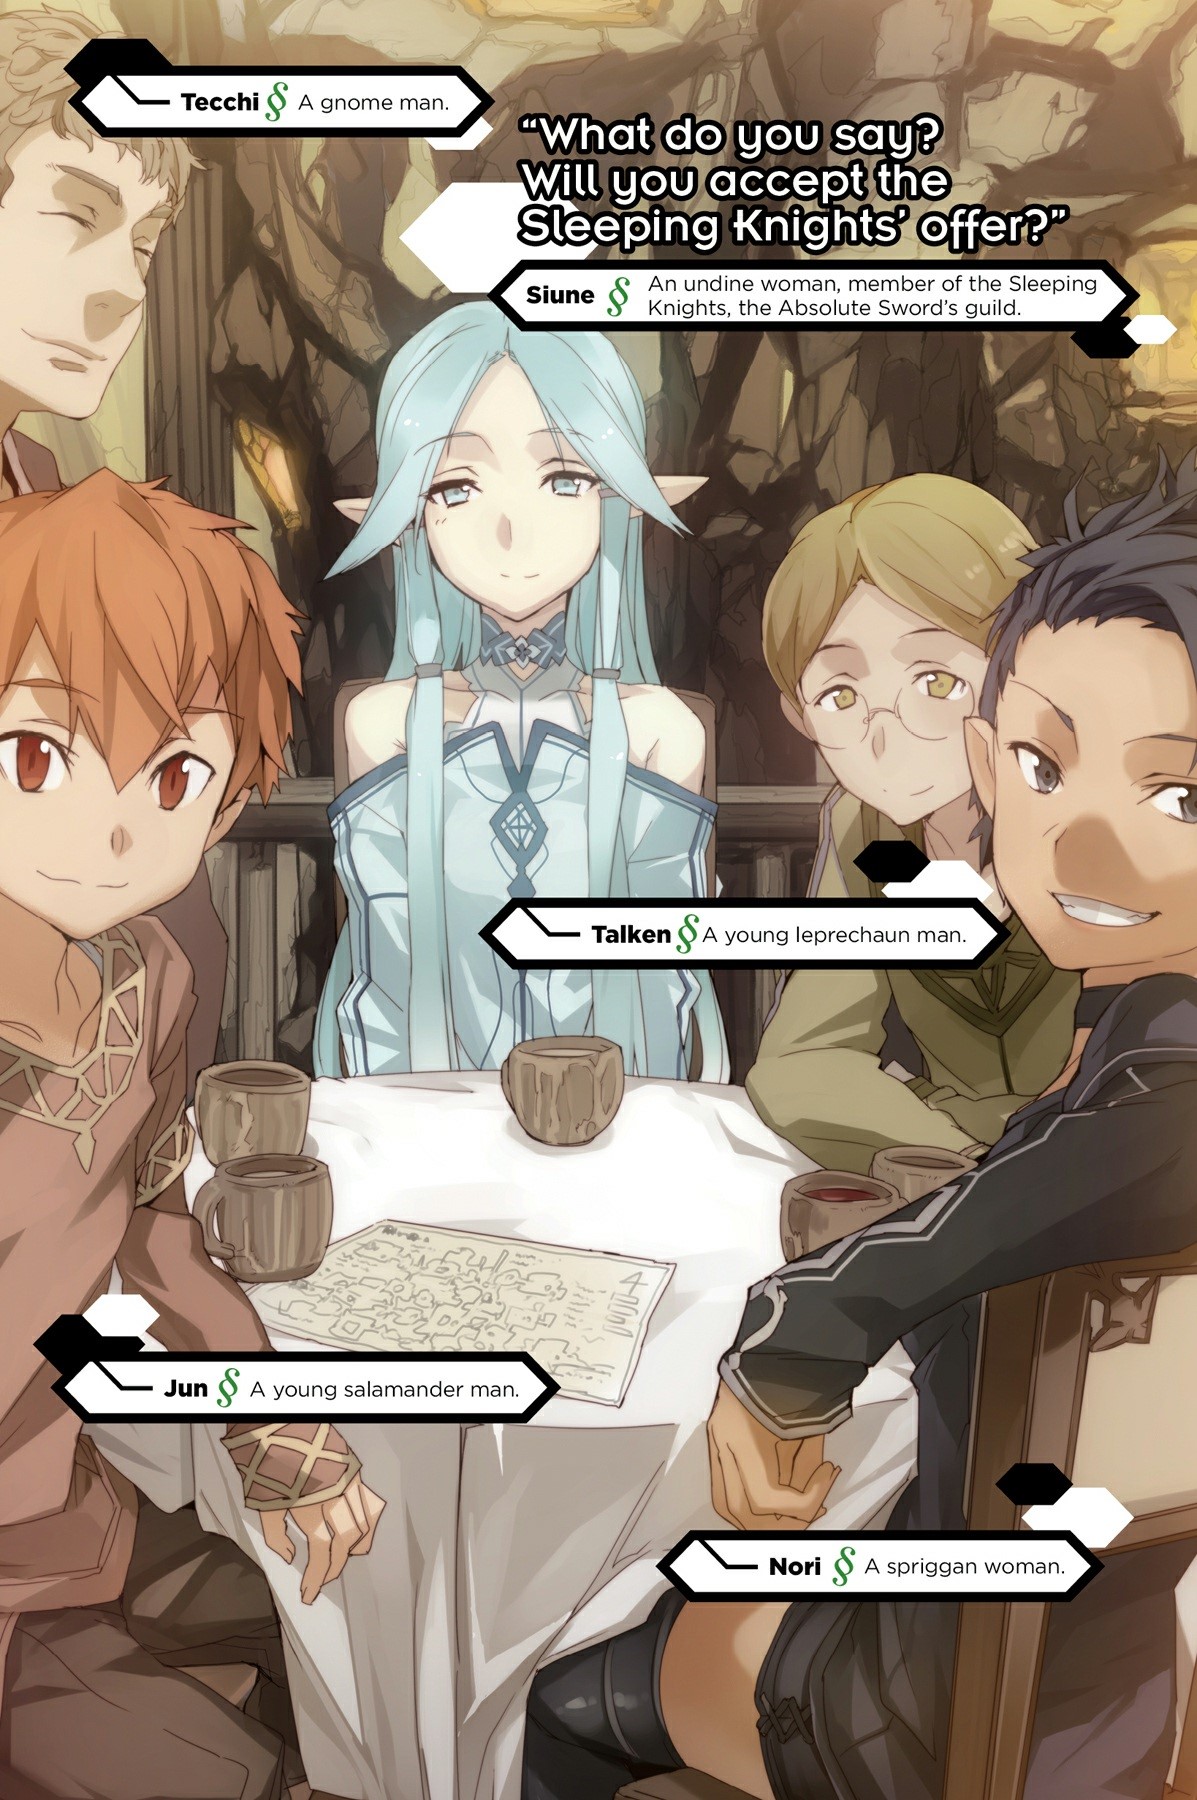 Tecchi § A gnome man.
“What do you say?
Will you accept the
Sleeping Knights’ offer?”
Siune § An undine woman, member of the Sleeping
Knights, the Absolute Sword’s guild.
Talken § A young leprechaun man.
Jun § A young salamander man.
Nori § A spriggan woman.